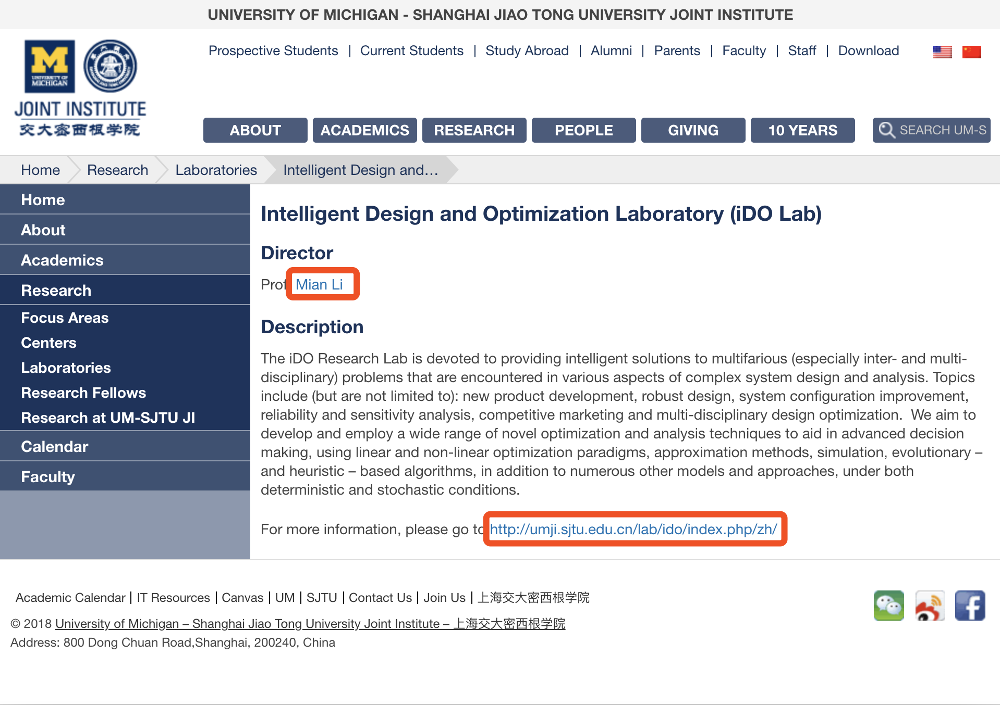 UNIVERSITY OF MICHIGAN - SHANGHAI JIAO TONG UNIVERSITY JOINT INSTITUTE
Prospective Students | Current Students | Study Abroad | Alumni | Parents | Faculty | Staff | Download
M
UNIVERSITY OF
MICHIGAN
JOINT INSTITUTE
交大密西根学院
ABOUT ACADEMICS RESEARCH PEOPLE GIVING 10 YEARS SEARCH UM-S
Home Research Laboratories Intelligent Design and…
Home
About
Academics
Research
Focus Areas
Centers
Laboratories
Research Fellows
Research at UM-SJTU JI
Calendar
Faculty
Intelligent Design and Optimization Laboratory (iDO Lab)
Director
Prof Mian Li
Description
The iDO Research Lab is devoted to providing intelligent solutions to multifarious (especially inter- and multi-
disciplinary) problems that are encountered in various aspects of complex system design and analysis. Topics
include (but are not limited to): new product development, robust design, system configuration improvement,
reliability and sensitivity analysis, competitive marketing and multi-disciplinary design optimization. We aim to
develop and employ a wide range of novel optimization and analysis techniques to aid in advanced decision
making, using linear and non-linear optimization paradigms, approximation methods, simulation, evolutionary –
and heuristic – based algorithms, in addition to numerous other models and approaches, under both
deterministic and stochastic conditions.
For more information, please go to http://umji.sjtu.edu.cn/lab/ido/index.php/zh/
Academic Calendar | IT Resources | Canvas | UM | SJTU | Contact Us | Join Us | 上海交大密西根学院
© 2018 University of Michigan – Shanghai Jiao Tong University Joint Institute – 上海交大密西根学院
Address: 800 Dong Chuan Road,Shanghai, 200240, China